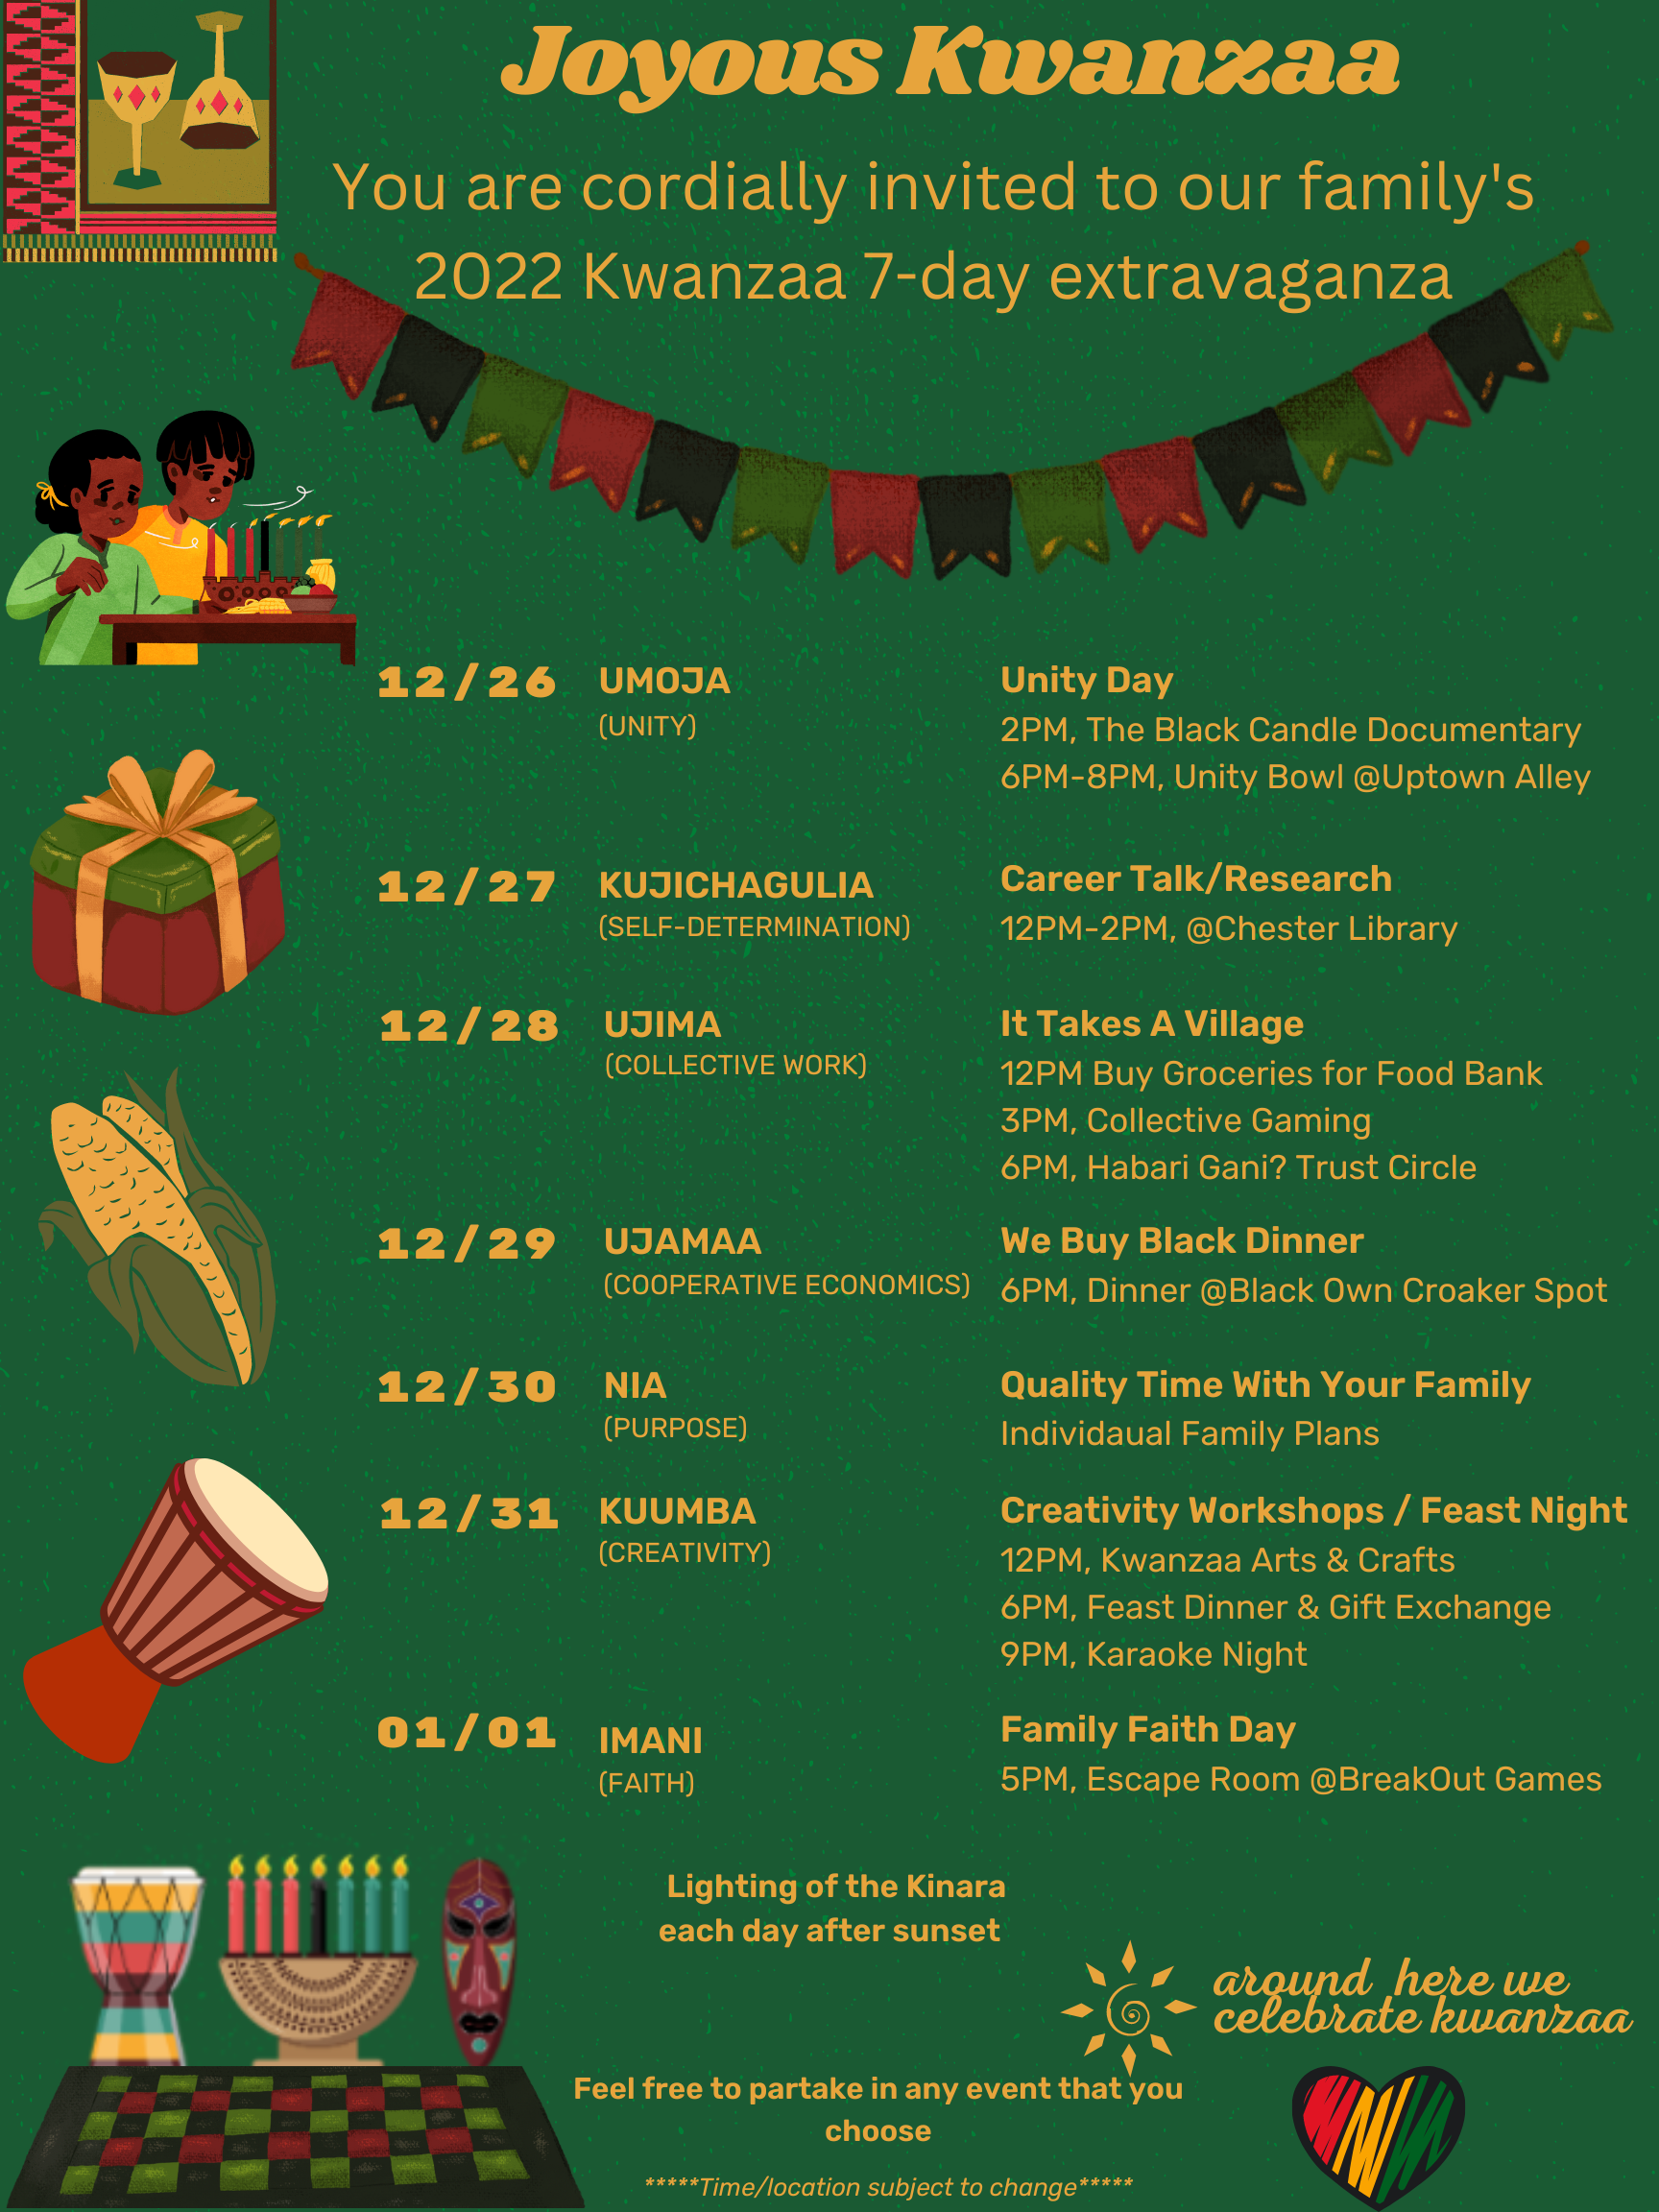 Joyous Kwanzaa
You are cordially invited to our family's
2022 Kwanzaa 7-day extravaganza
12/26 UMOJA Unity Day
(UNITY) 2PM, The Black Candle Documentary
6PM-8PM, Unity Bowl @Uptown Alley
12/27 KUJICHAGULIA Career Talk/Research
(SELF-DETERMINATION) 12PM-2PM, @Chester Library
12/28 UJIMA It Takes A Village
(COLLECTIVE WORK) 12PM Buy Groceries for Food Bank
3PM, Collective Gaming
6PM, Habari Gani? Trust Circle
12/29 UJAMAA We Buy Black Dinner
(COOPERATIVE ECONOMICS) 6PM, Dinner @Black Own Croaker Spot
12/30 NIA Quality Time With Your Family
(PURPOSE) Individaual Family Plans
12/31 KUUMBA Creativity Workshops / Feast Night
(CREATIVITY) 12PM, Kwanzaa Arts & Crafts
6PM, Feast Dinner & Gift Exchange
9PM, Karaoke Night
01/01 IMANI Family Faith Day
(FAITH) 5PM, Escape Room @BreakOut Games
Lighting of the Kinara
each day after sunset
around here we
celebrate kwanzaa
Feel free to partake in any event that you
choose
*****Time/location subject to change*****